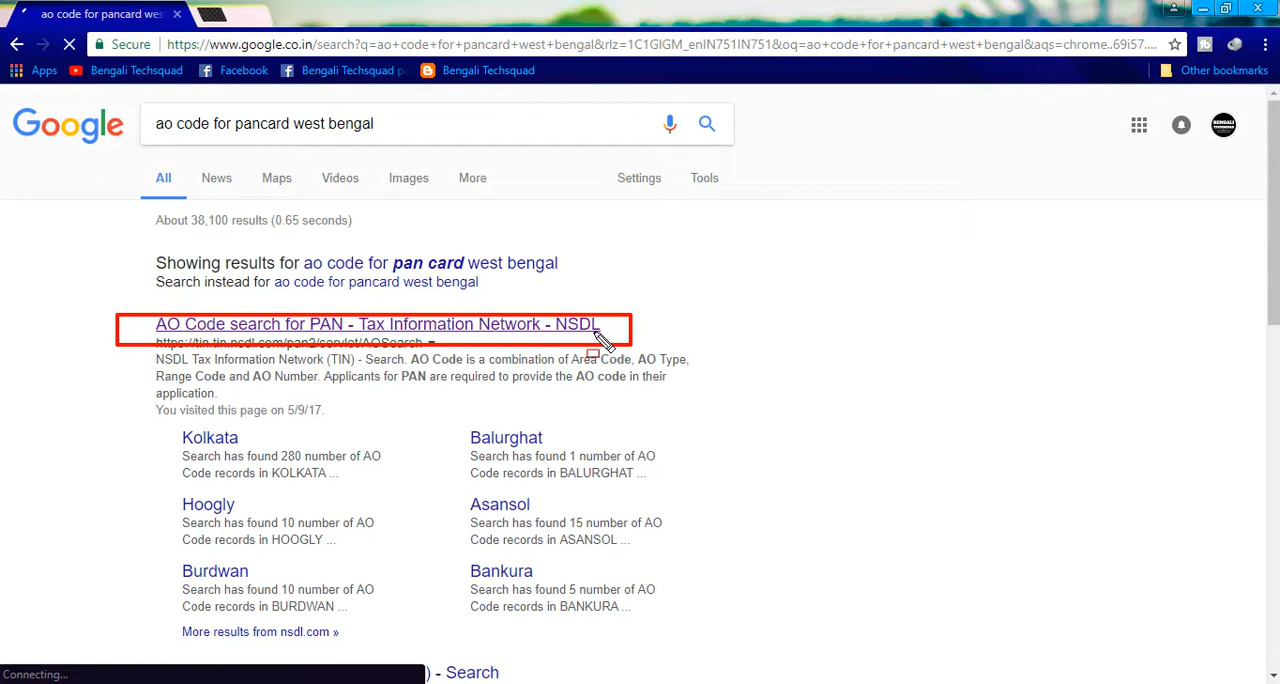 ao code for pancard wes
Secure https://www.google.co.in/search?q=ao+code+for+pancard+west+bengal&rlz=1C1GIGM_enIN751IN751&oq=ao+code+for+pancard+west+bengal&aqs=chrome..69i57....
Apps Bengali Techsquad Facebook Bengali Techsquad p Bengali Techsquad Other bookmarks
Google ao code for pancard west bengal
All News Maps Videos Images More Settings Tools
About 38,100 results (0.65 seconds)
Showing results for ao code for pan card west bengal
Search instead for ao code for pancard west bengal
AO Code search for PAN - Tax Information Network - NSDL
https://tin.tin.nsdl.com/pan2/servlet/AOSearch
NSDL Tax Information Network (TIN) - Search. AO Code is a combination of Area Code, AO Type,
Range Code and AO Number. Applicants for PAN are required to provide the AO code in their
application.
You visited this page on 5/9/17.
Kolkata
Search has found 280 number of AO
Code records in KOLKATA ...
Balurghat
Search has found 1 number of AO
Code records in BALURGHAT ...
Hoogly
Search has found 10 number of AO
Code records in HOOGLY ...
Asansol
Search has found 15 number of AO
Code records in ASANSOL ...
Burdwan
Search has found 10 number of AO
Code records in BURDWAN ...
Bankura
Search has found 5 number of AO
Code records in BANKURA ...
More results from nsdl.com »
) - Search
Connecting...